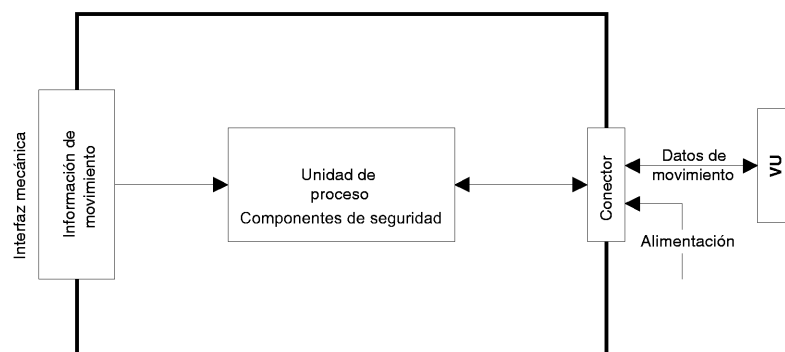 Interfaz mecánica
Información de
movimiento
Unidad de
proceso
Componentes de seguridad
Conector
Datos de
movimiento
Alimentación
VU